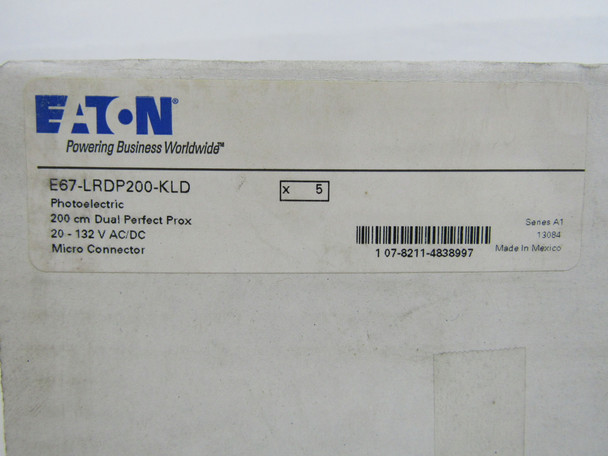 EATON®
Powering Business Worldwide™
E67-LRDP200-KLD
x 5
Photoelectric
200 cm Dual Perfect Prox
20 - 132 V AC/DC
Micro Connector
Series A1
13084
Made In Mexico
1 07-8211-4838997